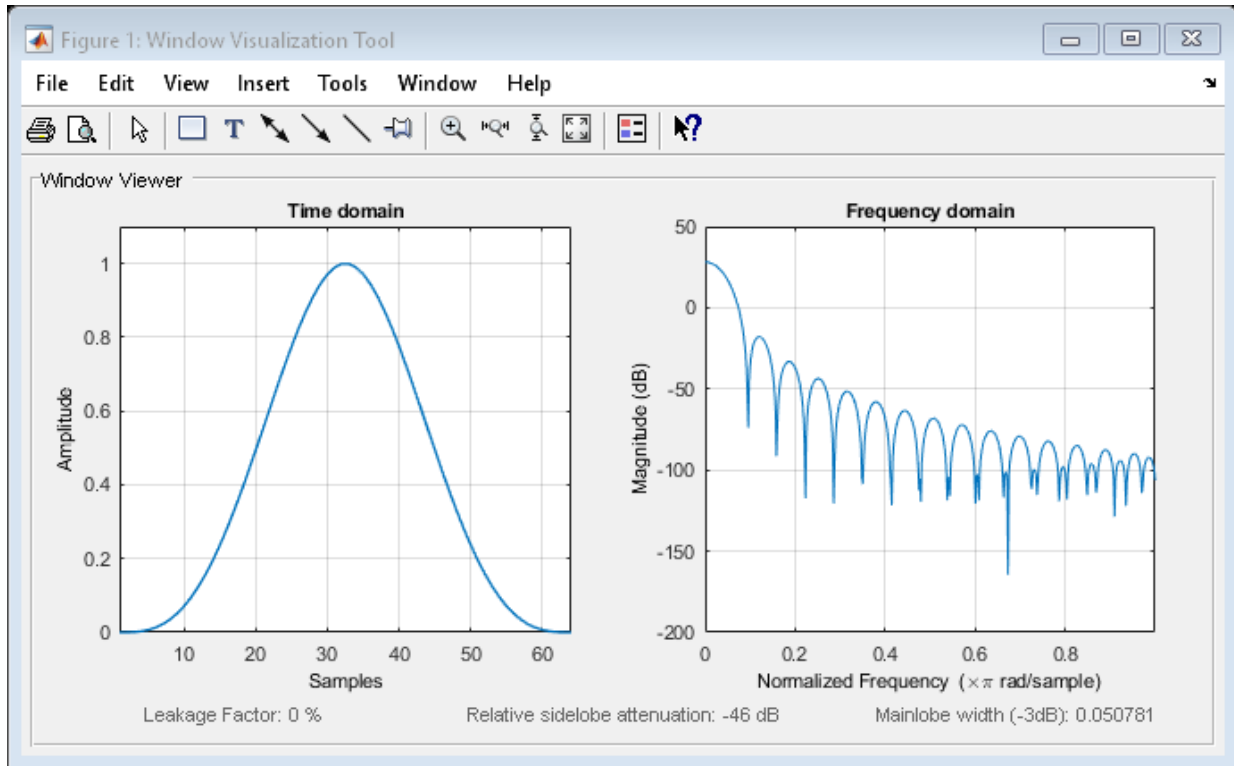 Figure 1: Window Visualization Tool
File Edit View Insert Tools Window Help
T
?
Window Viewer
Time domain
1
0.8
0.6
0.4
0.2
0
Amplitude
10 20 30 40 50 60
Samples
Frequency domain
50
0
-50
-100
-150
-200
Magnitude (dB)
0 0.2 0.4 0.6 0.8
Normalized Frequency (×π rad/sample)
Leakage Factor: 0 % Relative sidelobe attenuation: -46 dB Mainlobe width (-3dB): 0.050781